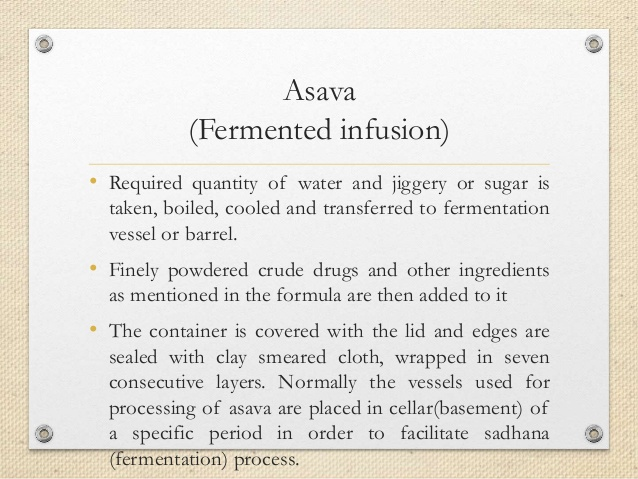 Asava
(Fermented infusion)
• Required quantity of water and jiggery or sugar is
taken, boiled, cooled and transferred to fermentation
vessel or barrel.
• Finely powdered crude drugs and other ingredients
as mentioned in the formula are then added to it
• The container is covered with the lid and edges are
sealed with clay smeared cloth, wrapped in seven
consecutive layers. Normally the vessels used for
processing of asava are placed in cellar(basement) of
a specific period in order to facilitate sadhana
(fermentation) process.